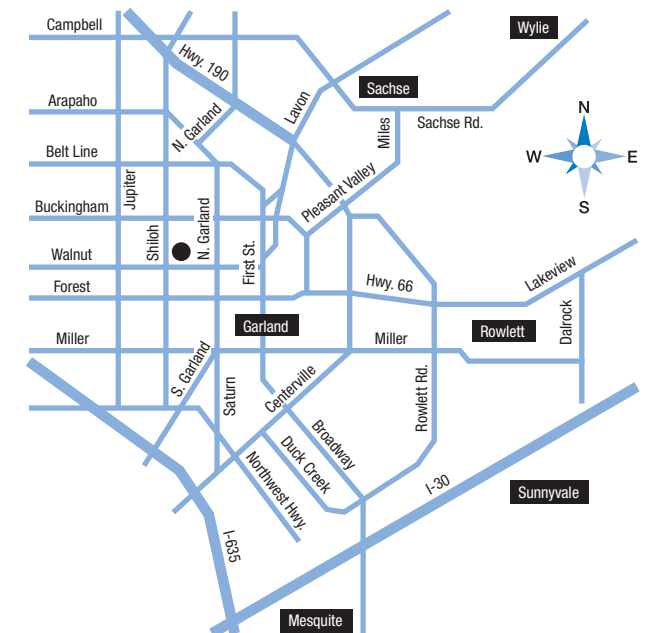 Campbell
Wylie
Hwy. 190
Sachse
Arapaho
Lavon
N. Garland
Miles
Sachse Rd.
N
W
E
S
Belt Line
Jupiter
Pleasant Valley
Buckingham
Shiloh
N. Garland
First St.
Walnut
Forest
Hwy. 66
Lakeview
Garland
Miller
Miller
Rowlett
Dalrock
S. Garland
Saturn
Centerville
Rowlett Rd.
Broadway
Duck Creek
Northwest Hwy.
I-30
Sunnyvale
I-635
Mesquite